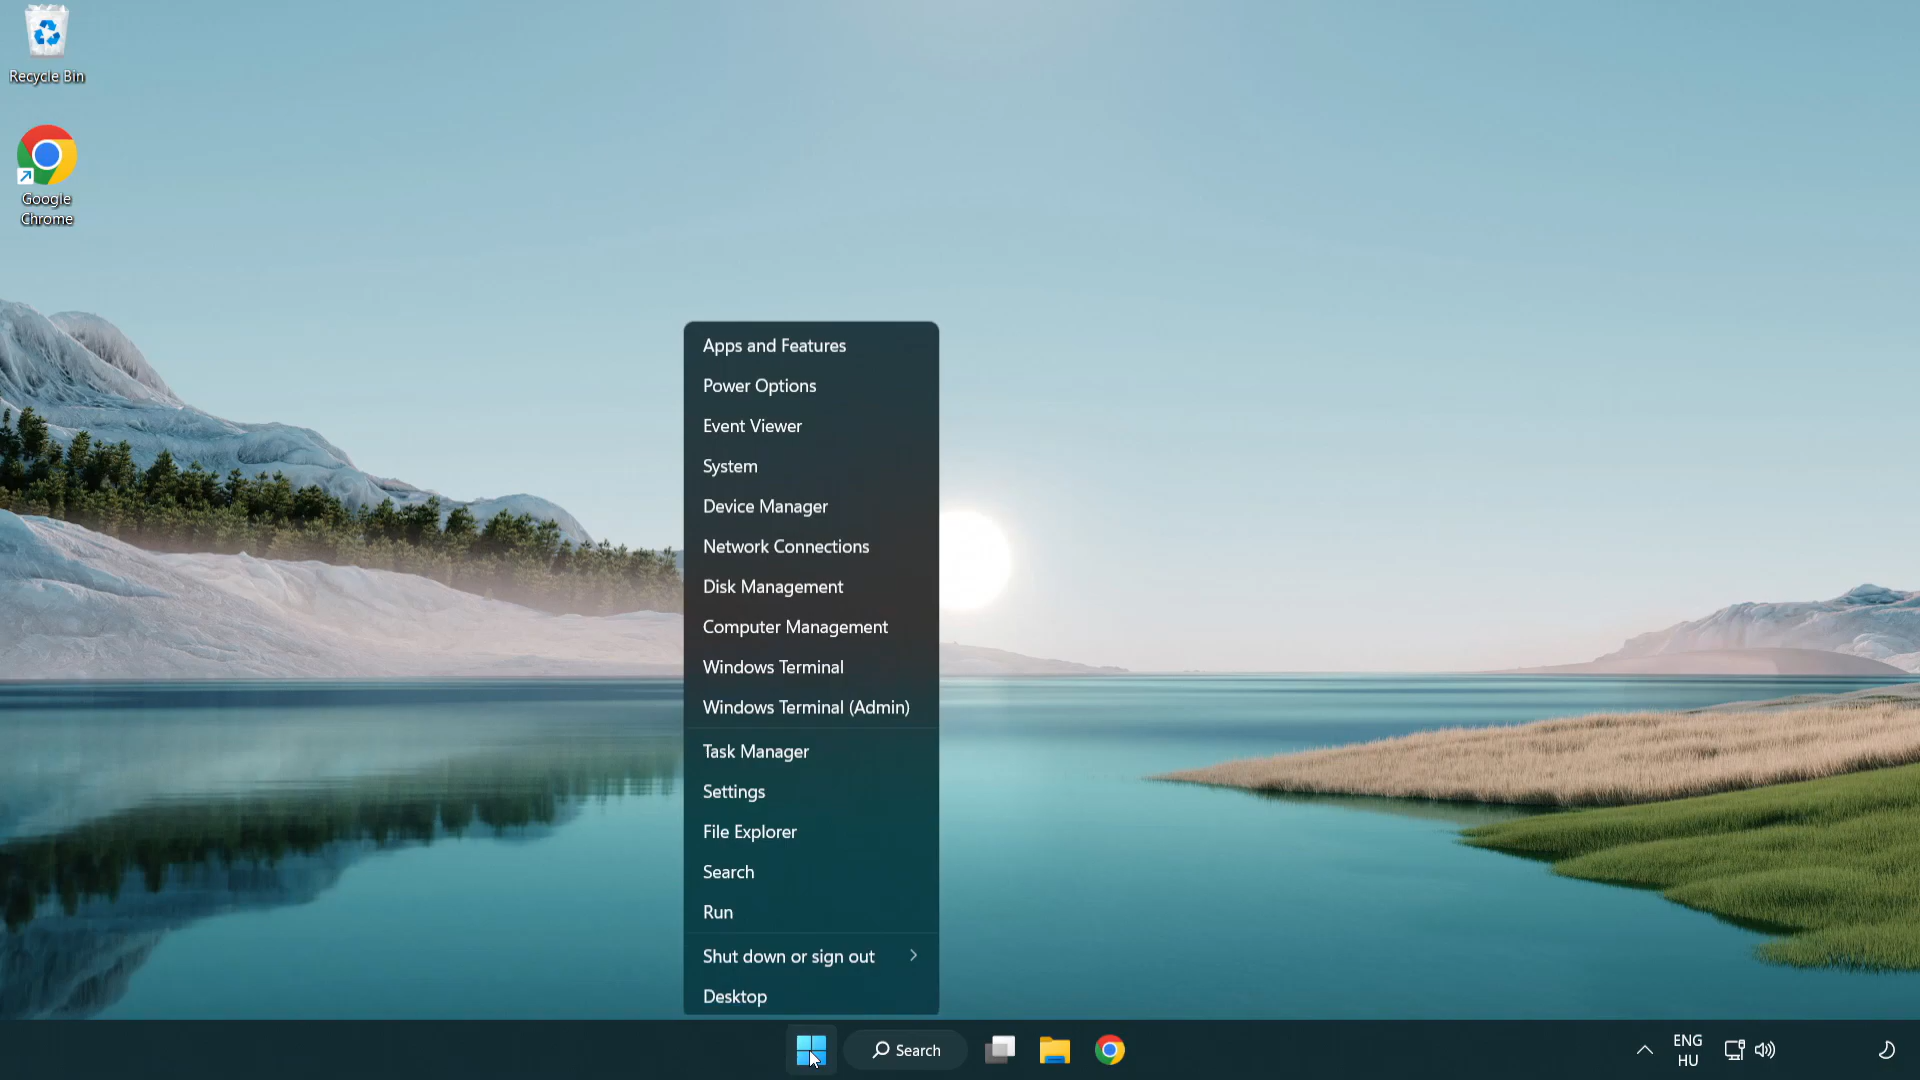 Recycle Bin
Google
Chrome
Apps and Features
Power Options
Event Viewer
System
Device Manager
Network Connections
Disk Management
Computer Management
Windows Terminal
Windows Terminal (Admin)
Task Manager
Settings
File Explorer
Search
Run
Shut down or sign out
Desktop
Search
ENG
HU